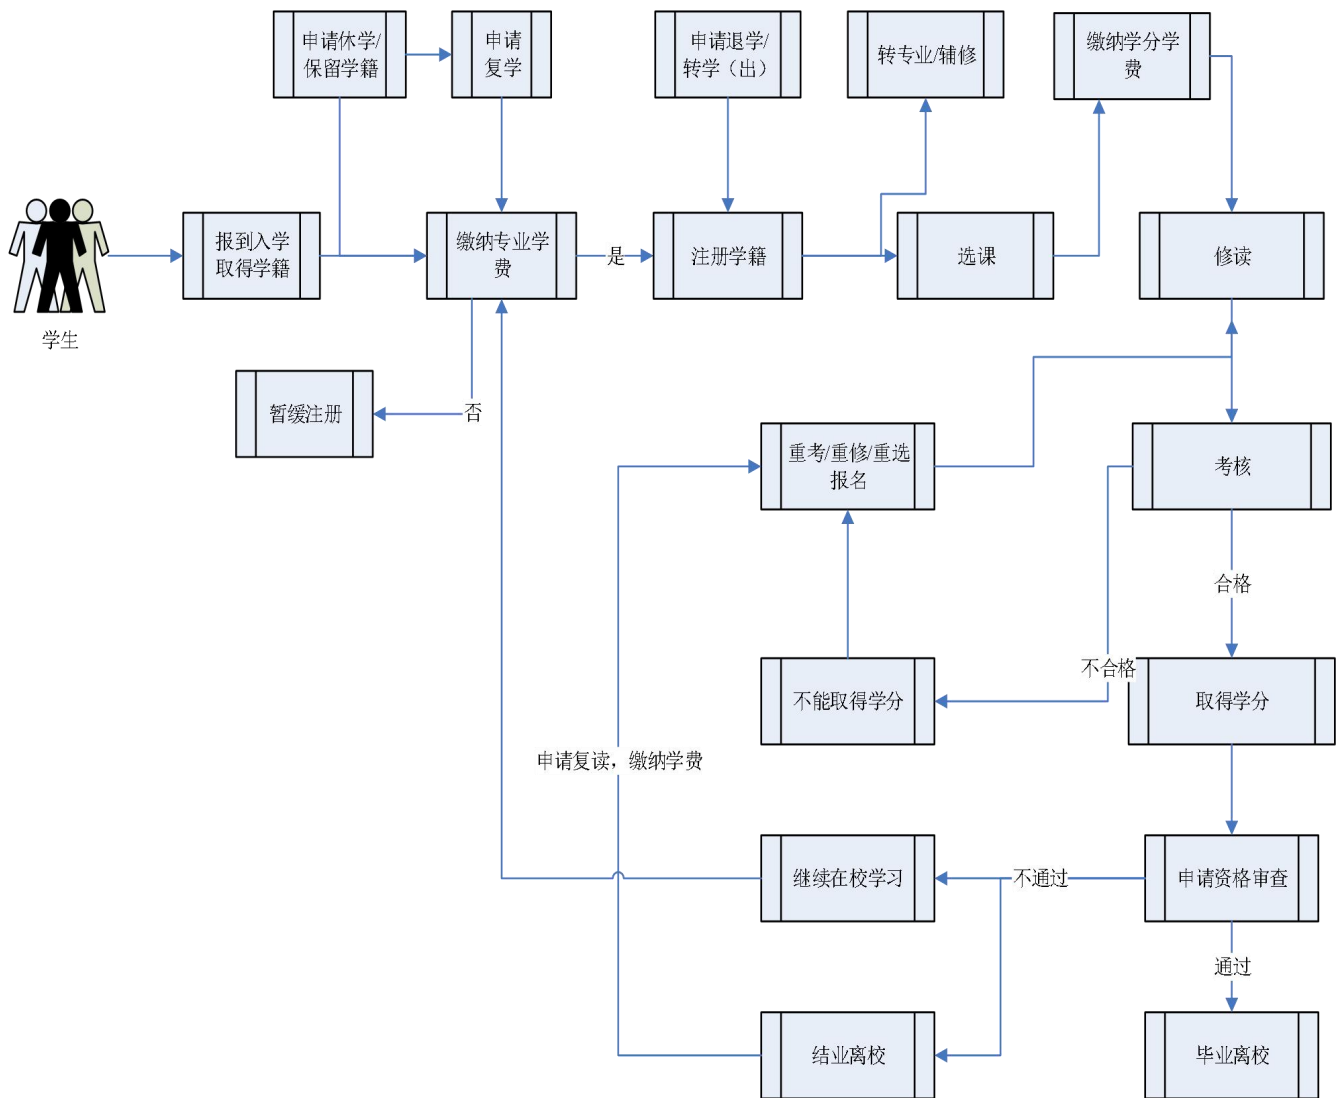 申请休学/
保留学籍
申请
复学
申请退学/
转学（出）
转专业/辅修
缴纳学分学
费
报到入学
取得学籍
缴纳专业学
费
是
注册学籍
选课
修读
学生
暂缓注册
否
重考/重修/重选
报名
考核
合格
不合格
不能取得学分
取得学分
申请复读，缴纳学费
继续在校学习
不通过
申请资格审查
通过
结业离校
毕业离校